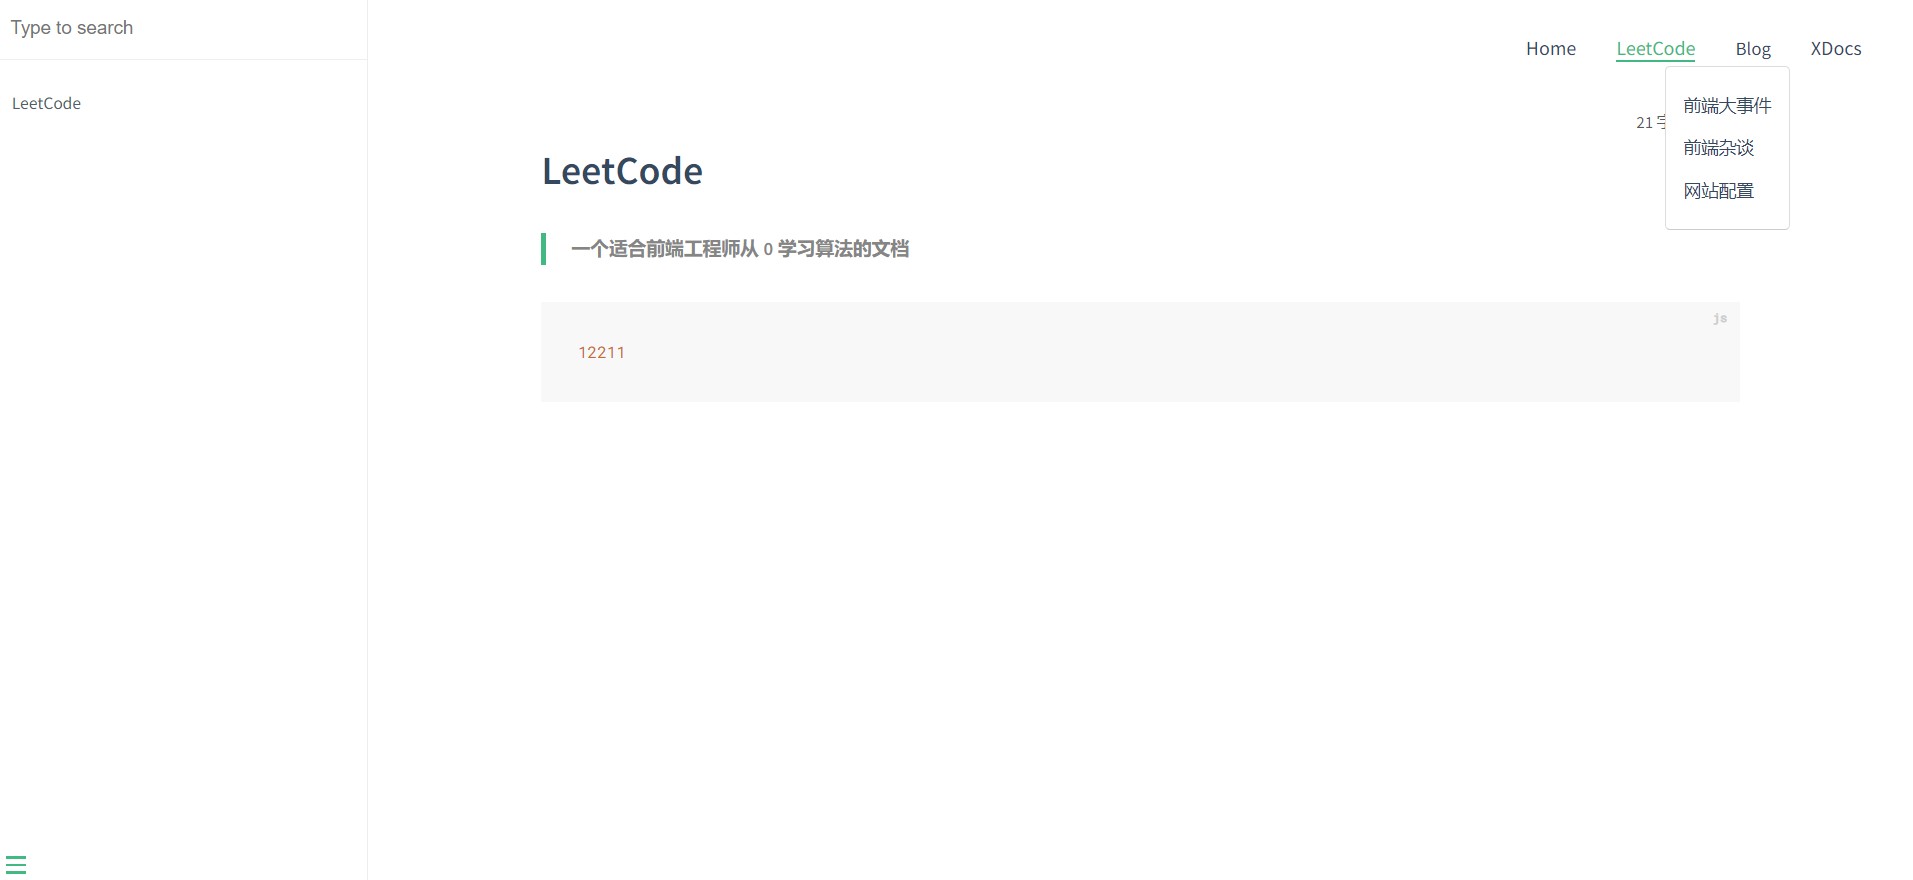 Type to search
LeetCode
Home LeetCode Blog XDocs
前端大事件
前端杂谈
网站配置
21
LeetCode
一个适合前端工程师从 0 学习算法的文档
js
12211